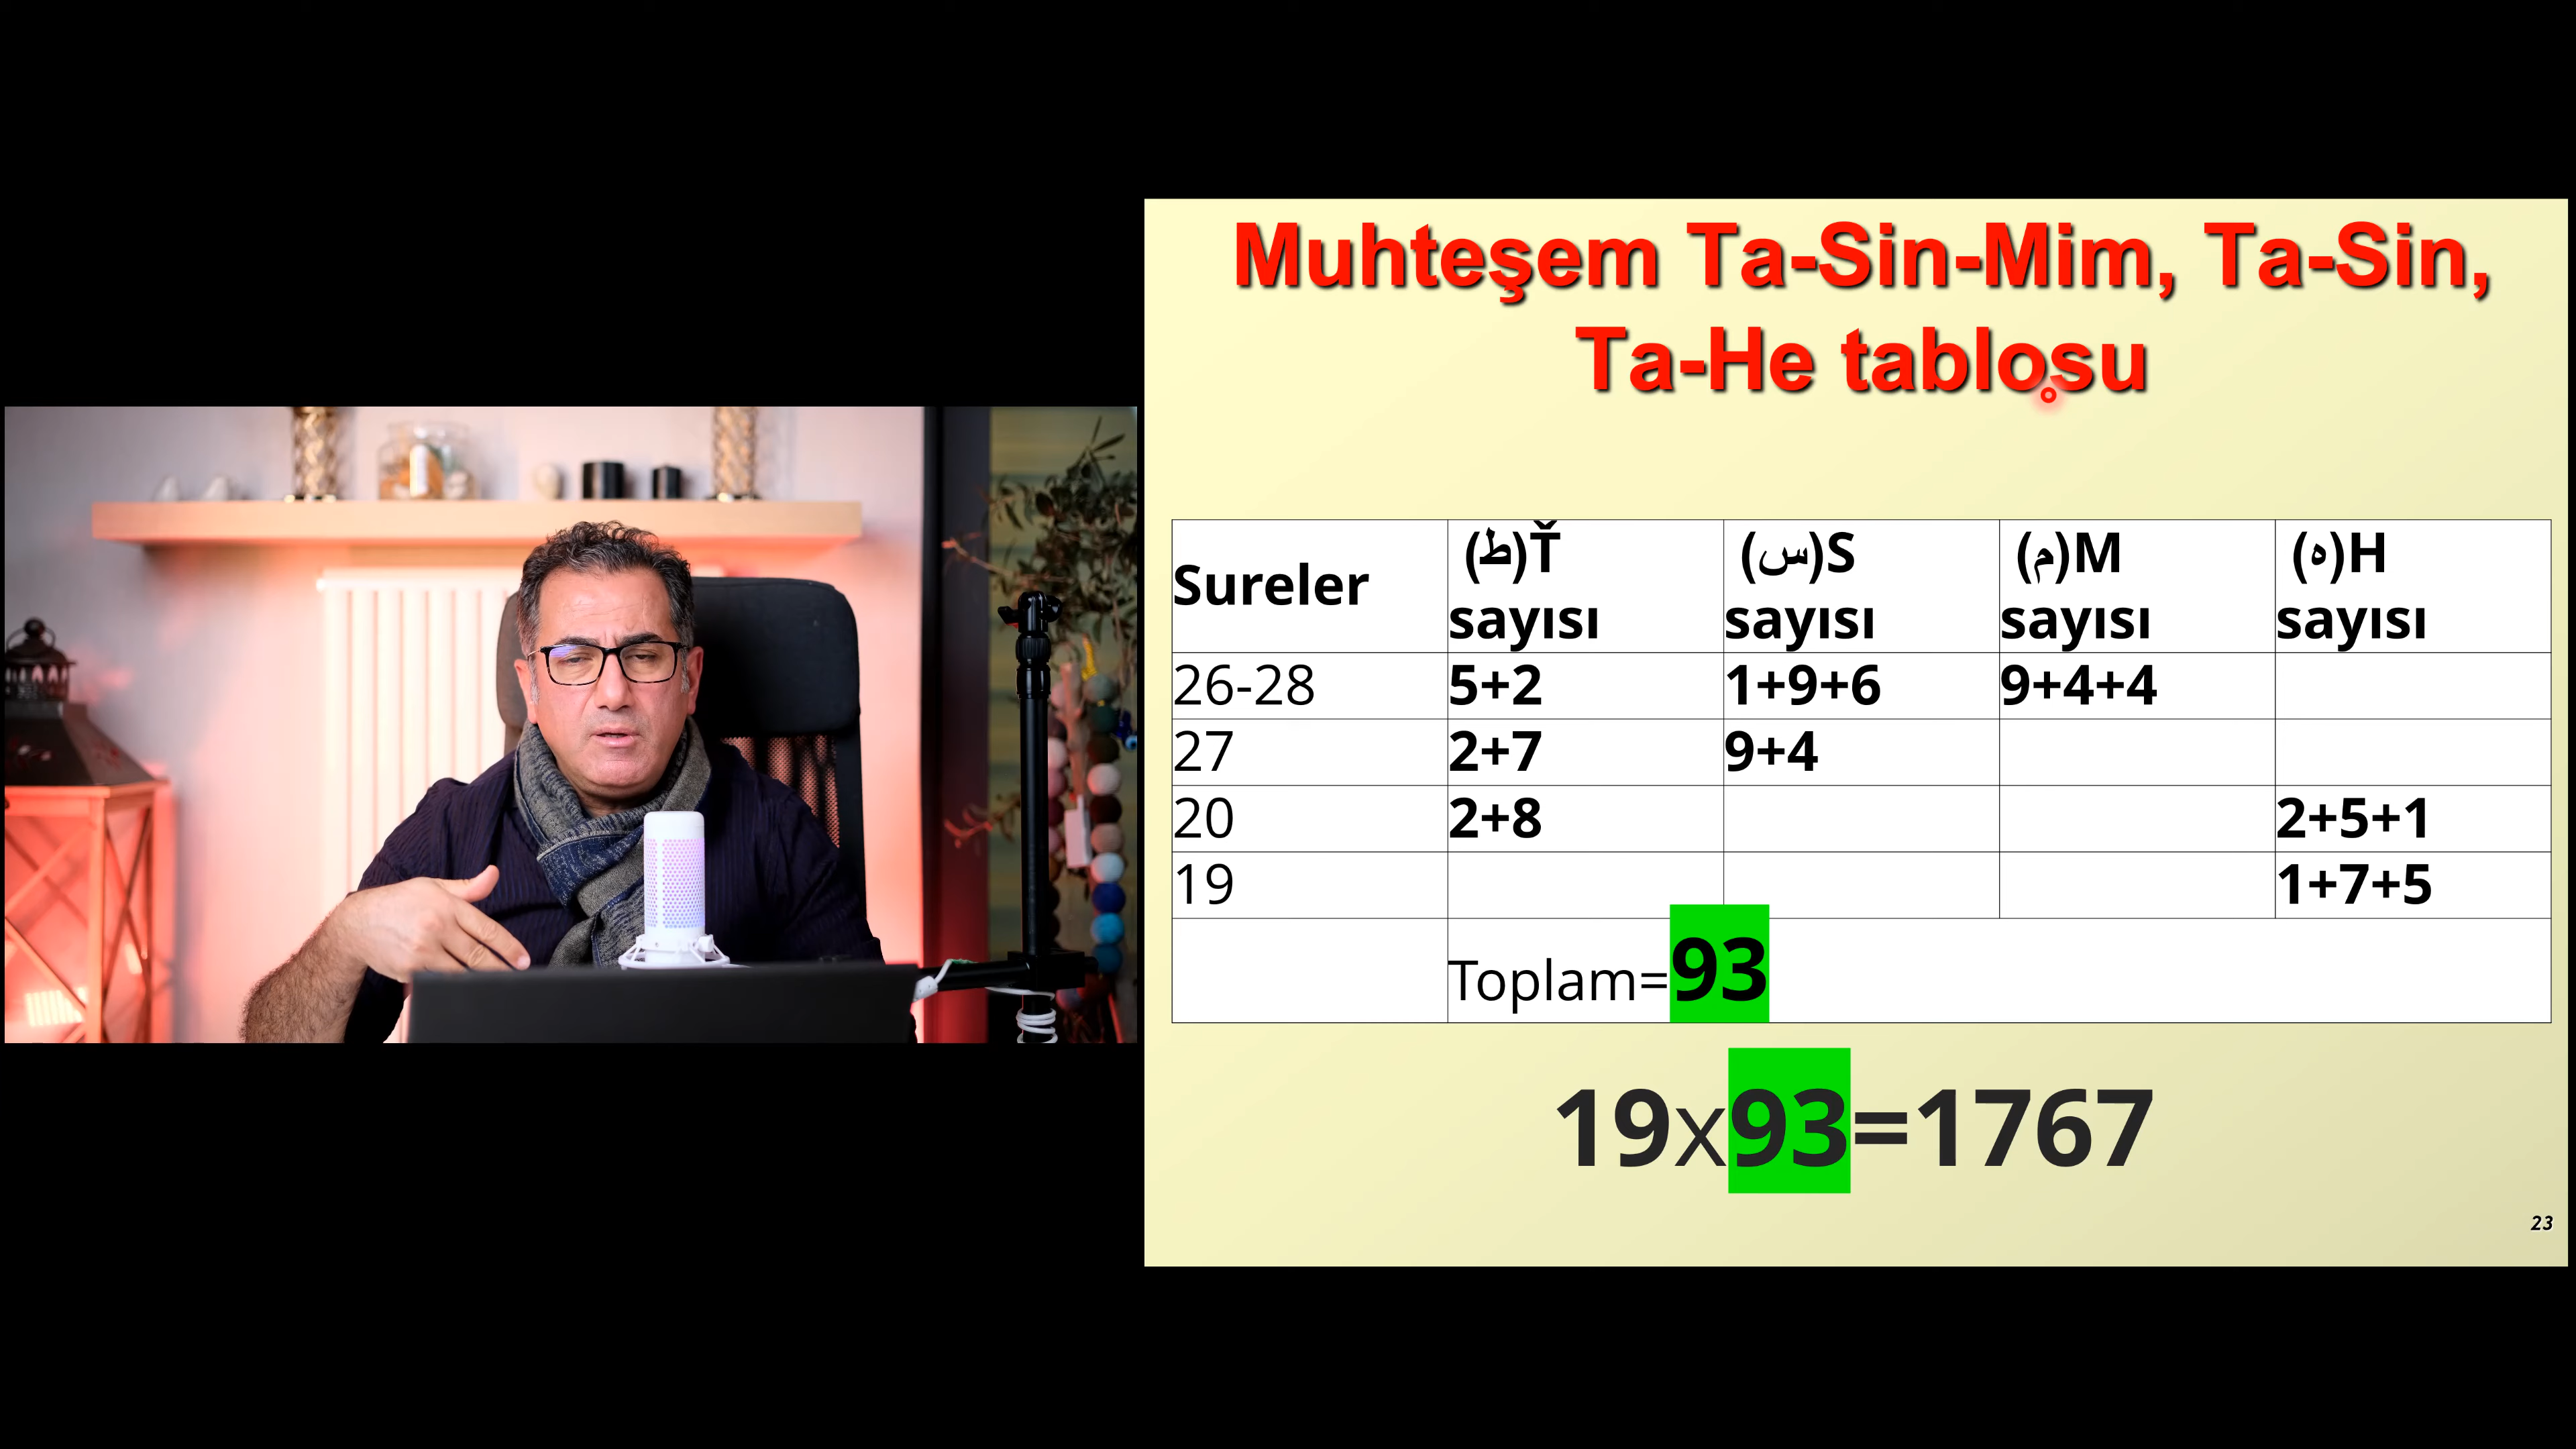 Muhteşem Ta-Sin-Mim, Ta-Sin,
Ta-He tablosu
Sureler (ط)Ť sayısı (س)S sayısı (م)M sayısı (ه)H sayısı
26-28 5+2 1+9+6 9+4+4
27 2+7 9+4
20 2+8 2+5+1
19 1+7+5
Toplam=93
19x93=1767
23